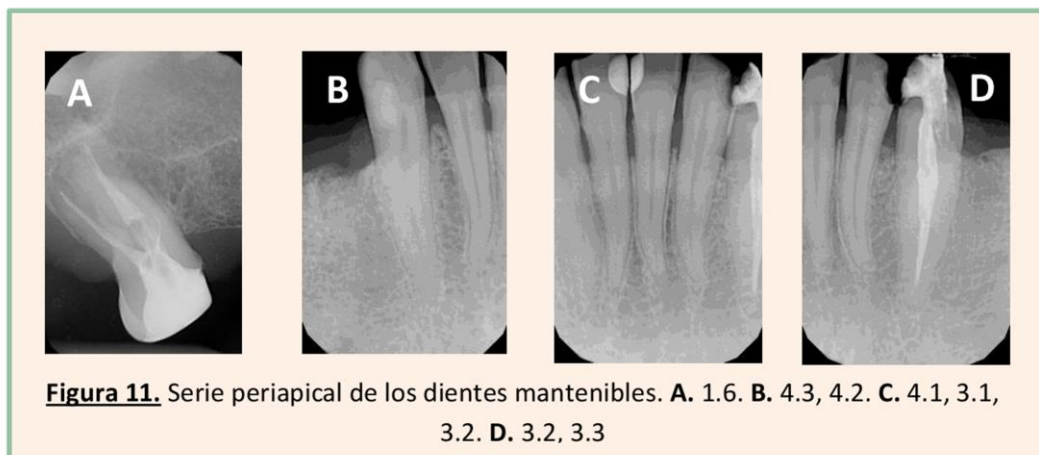 A
B
C
D
Figura 11. Serie periapical de los dientes mantenibles. A. 1.6. B. 4.3, 4.2. C. 4.1, 3.1,
3.2. D. 3.2, 3.3